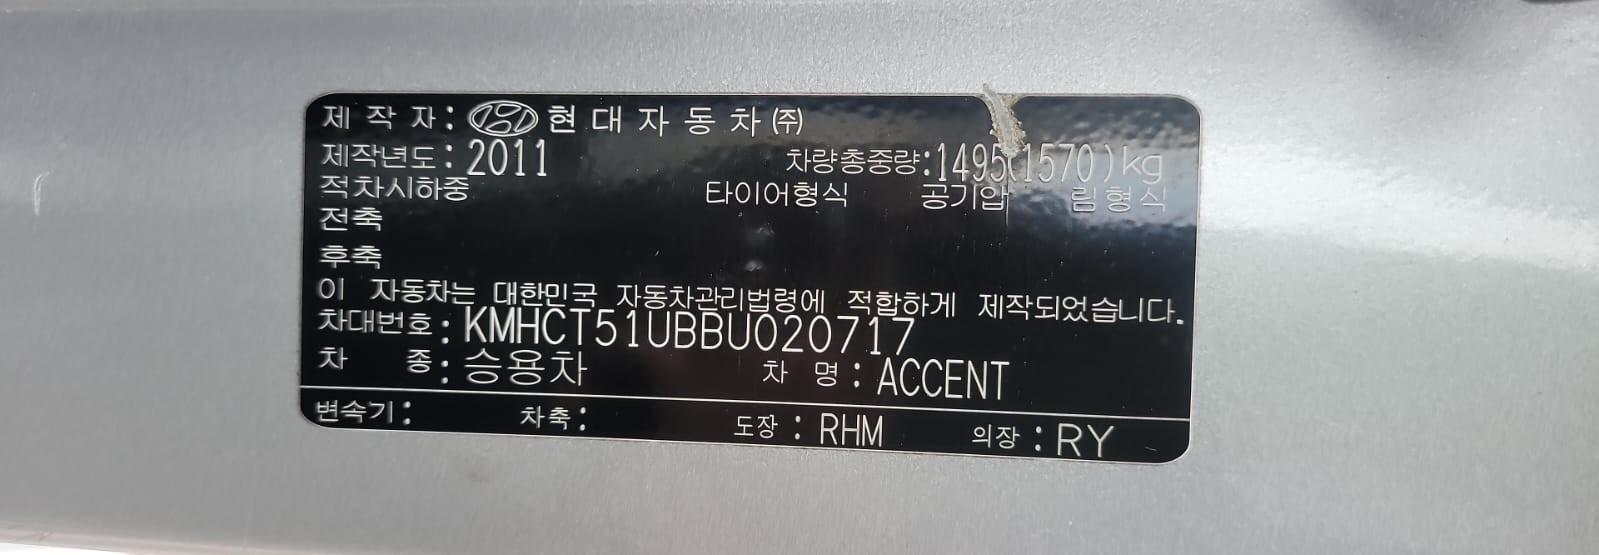 제 작 자 : 현 대 자 동 차 ㈜
제작년도 : 2011 차량총중량 : 1495(1570)kg
적차시하중 타이어형식 공기압 림형식
전축
후축
이 자동차는 대한민국 자동차관리법령에 적합하게 제작되었습니다.
차대번호 : KMHCT51UBBU020717
차 종 : 승용차 차 명 : ACCENT
변속기 : 차축 : 도장 : RHM 의장 : RY